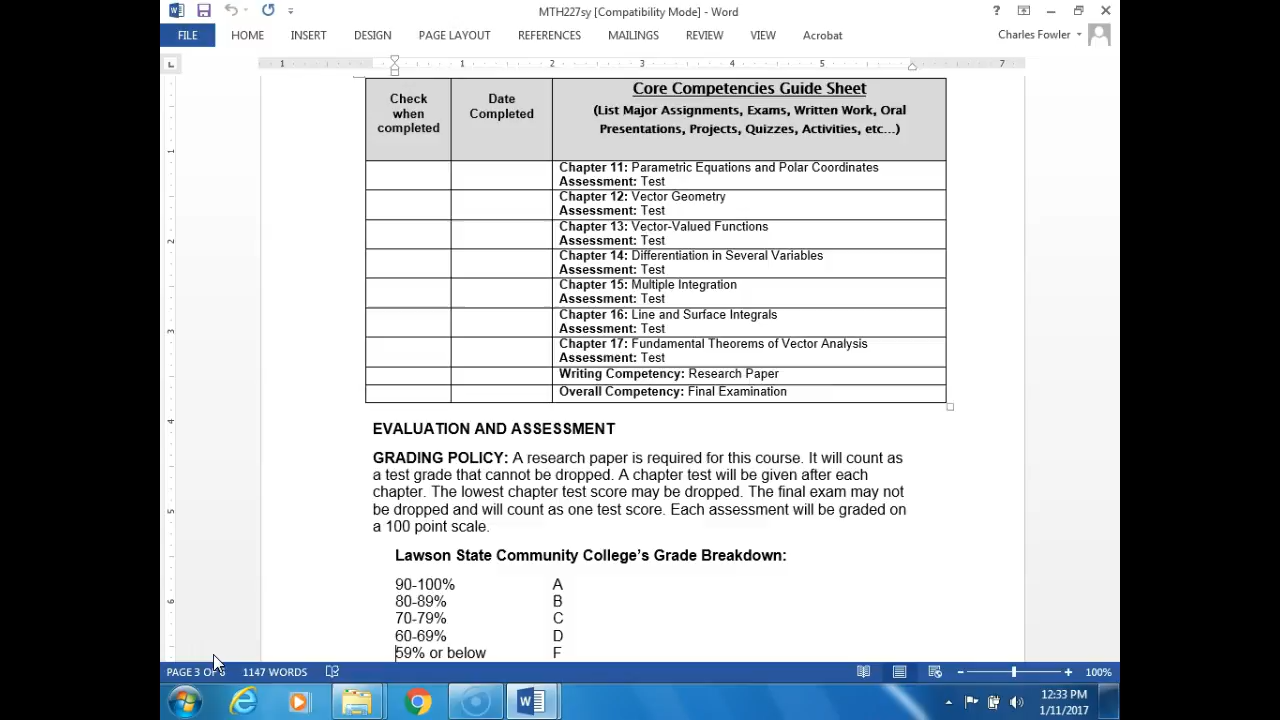 MTH227sy [Compatibility Mode] - Word
FILE HOME INSERT DESIGN PAGE LAYOUT REFERENCES MAILINGS REVIEW VIEW Acrobat Charles Fowler
1 1 2 3 4 5 7
Check when completed
Date Completed
Core Competencies Guide Sheet
(List Major Assignments, Exams, Written Work, Oral
Presentations, Projects, Quizzes, Activities, etc...)
Chapter 11: Parametric Equations and Polar Coordinates
Assessment: Test
Chapter 12: Vector Geometry
Assessment: Test
Chapter 13: Vector-Valued Functions
Assessment: Test
Chapter 14: Differentiation in Several Variables
Assessment: Test
Chapter 15: Multiple Integration
Assessment: Test
Chapter 16: Line and Surface Integrals
Assessment: Test
Chapter 17: Fundamental Theorems of Vector Analysis
Assessment: Test
Writing Competency: Research Paper
Overall Competency: Final Examination
EVALUATION AND ASSESSMENT
GRADING POLICY: A research paper is required for this course. It will count as
a test grade that cannot be dropped. A chapter test will be given after each
chapter. The lowest chapter test score may be dropped. The final exam may not
be dropped and will count as one test score. Each assessment will be graded on
a 100 point scale.
Lawson State Community College’s Grade Breakdown:
90-100% A
80-89% B
70-79% C
60-69% D
59% or below F
PAGE 3 OF 1147 WORDS 100%
12:33 PM
1/11/2017